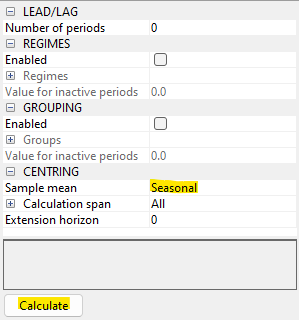 LEAD/LAG
Number of periods 0
REGIMES
Enabled
Regimes
Value for inactive periods 0.0
GROUPING
Enabled
Groups
Value for inactive periods 0.0
CENTRING
Sample mean Seasonal
Calculation span All
Extension horizon 0
Calculate